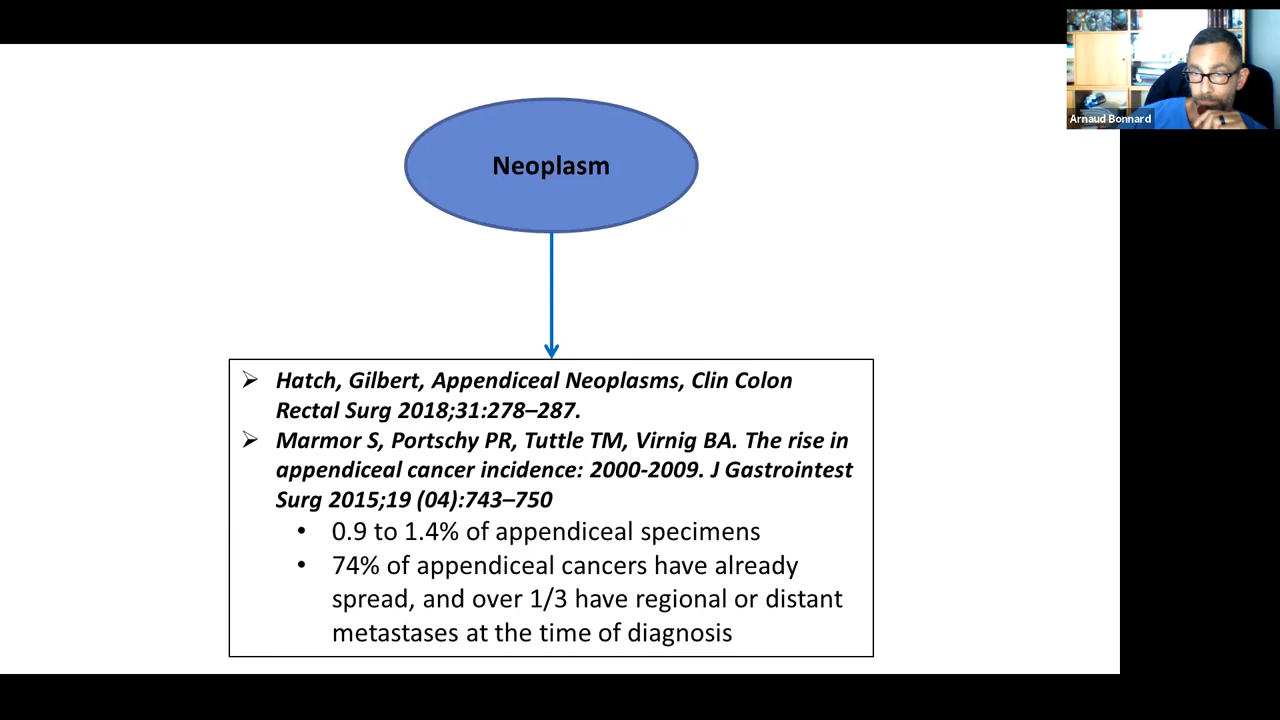 Arnaud Bonnard
Neoplasm
➢ Hatch, Gilbert, Appendiceal Neoplasms, Clin Colon
Rectal Surg 2018;31:278–287.
➢ Marmor S, Portschy PR, Tuttle TM, Virnig BA. The rise in
appendiceal cancer incidence: 2000-2009. J Gastrointest
Surg 2015;19 (04):743–750
• 0.9 to 1.4% of appendiceal specimens
• 74% of appendiceal cancers have already
spread, and over 1/3 have regional or distant
metastases at the time of diagnosis